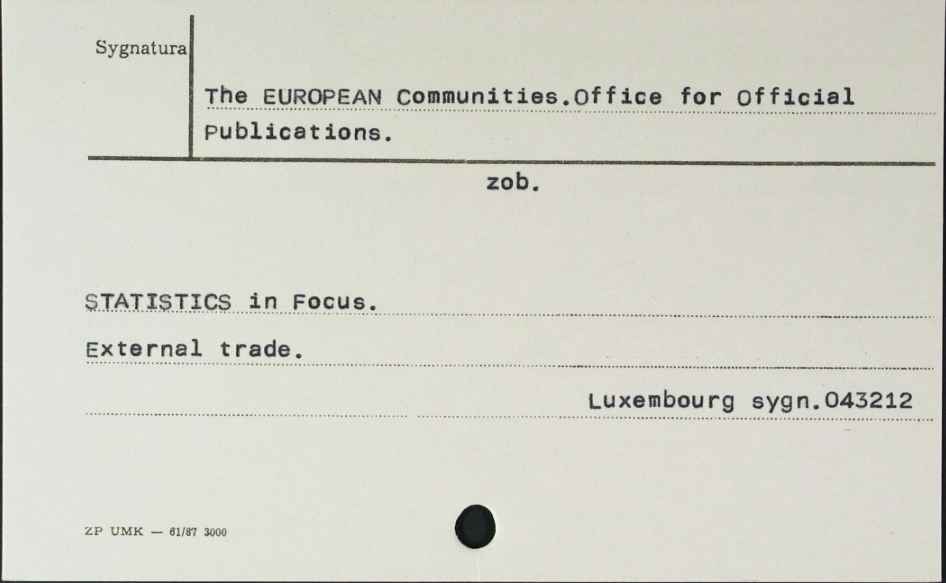 Sygnatura
The EUROPEAN Communities.Office for Official
Publications.
zob.
STATISTICS in Focus.
External trade.
Luxembourg sygn.043212
ZP UMK — 61/87 3000